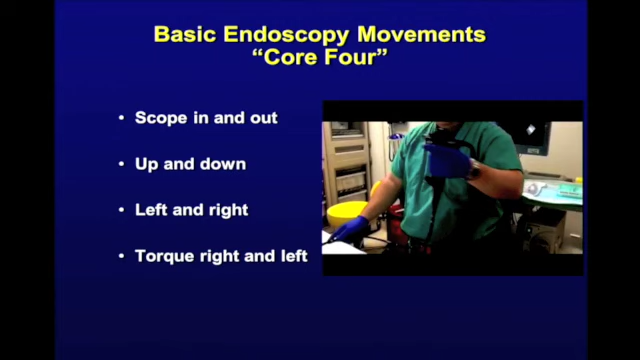 Basic Endoscopy Movements
“Core Four”
• Scope in and out
• Up and down
• Left and right
• Torque right and left